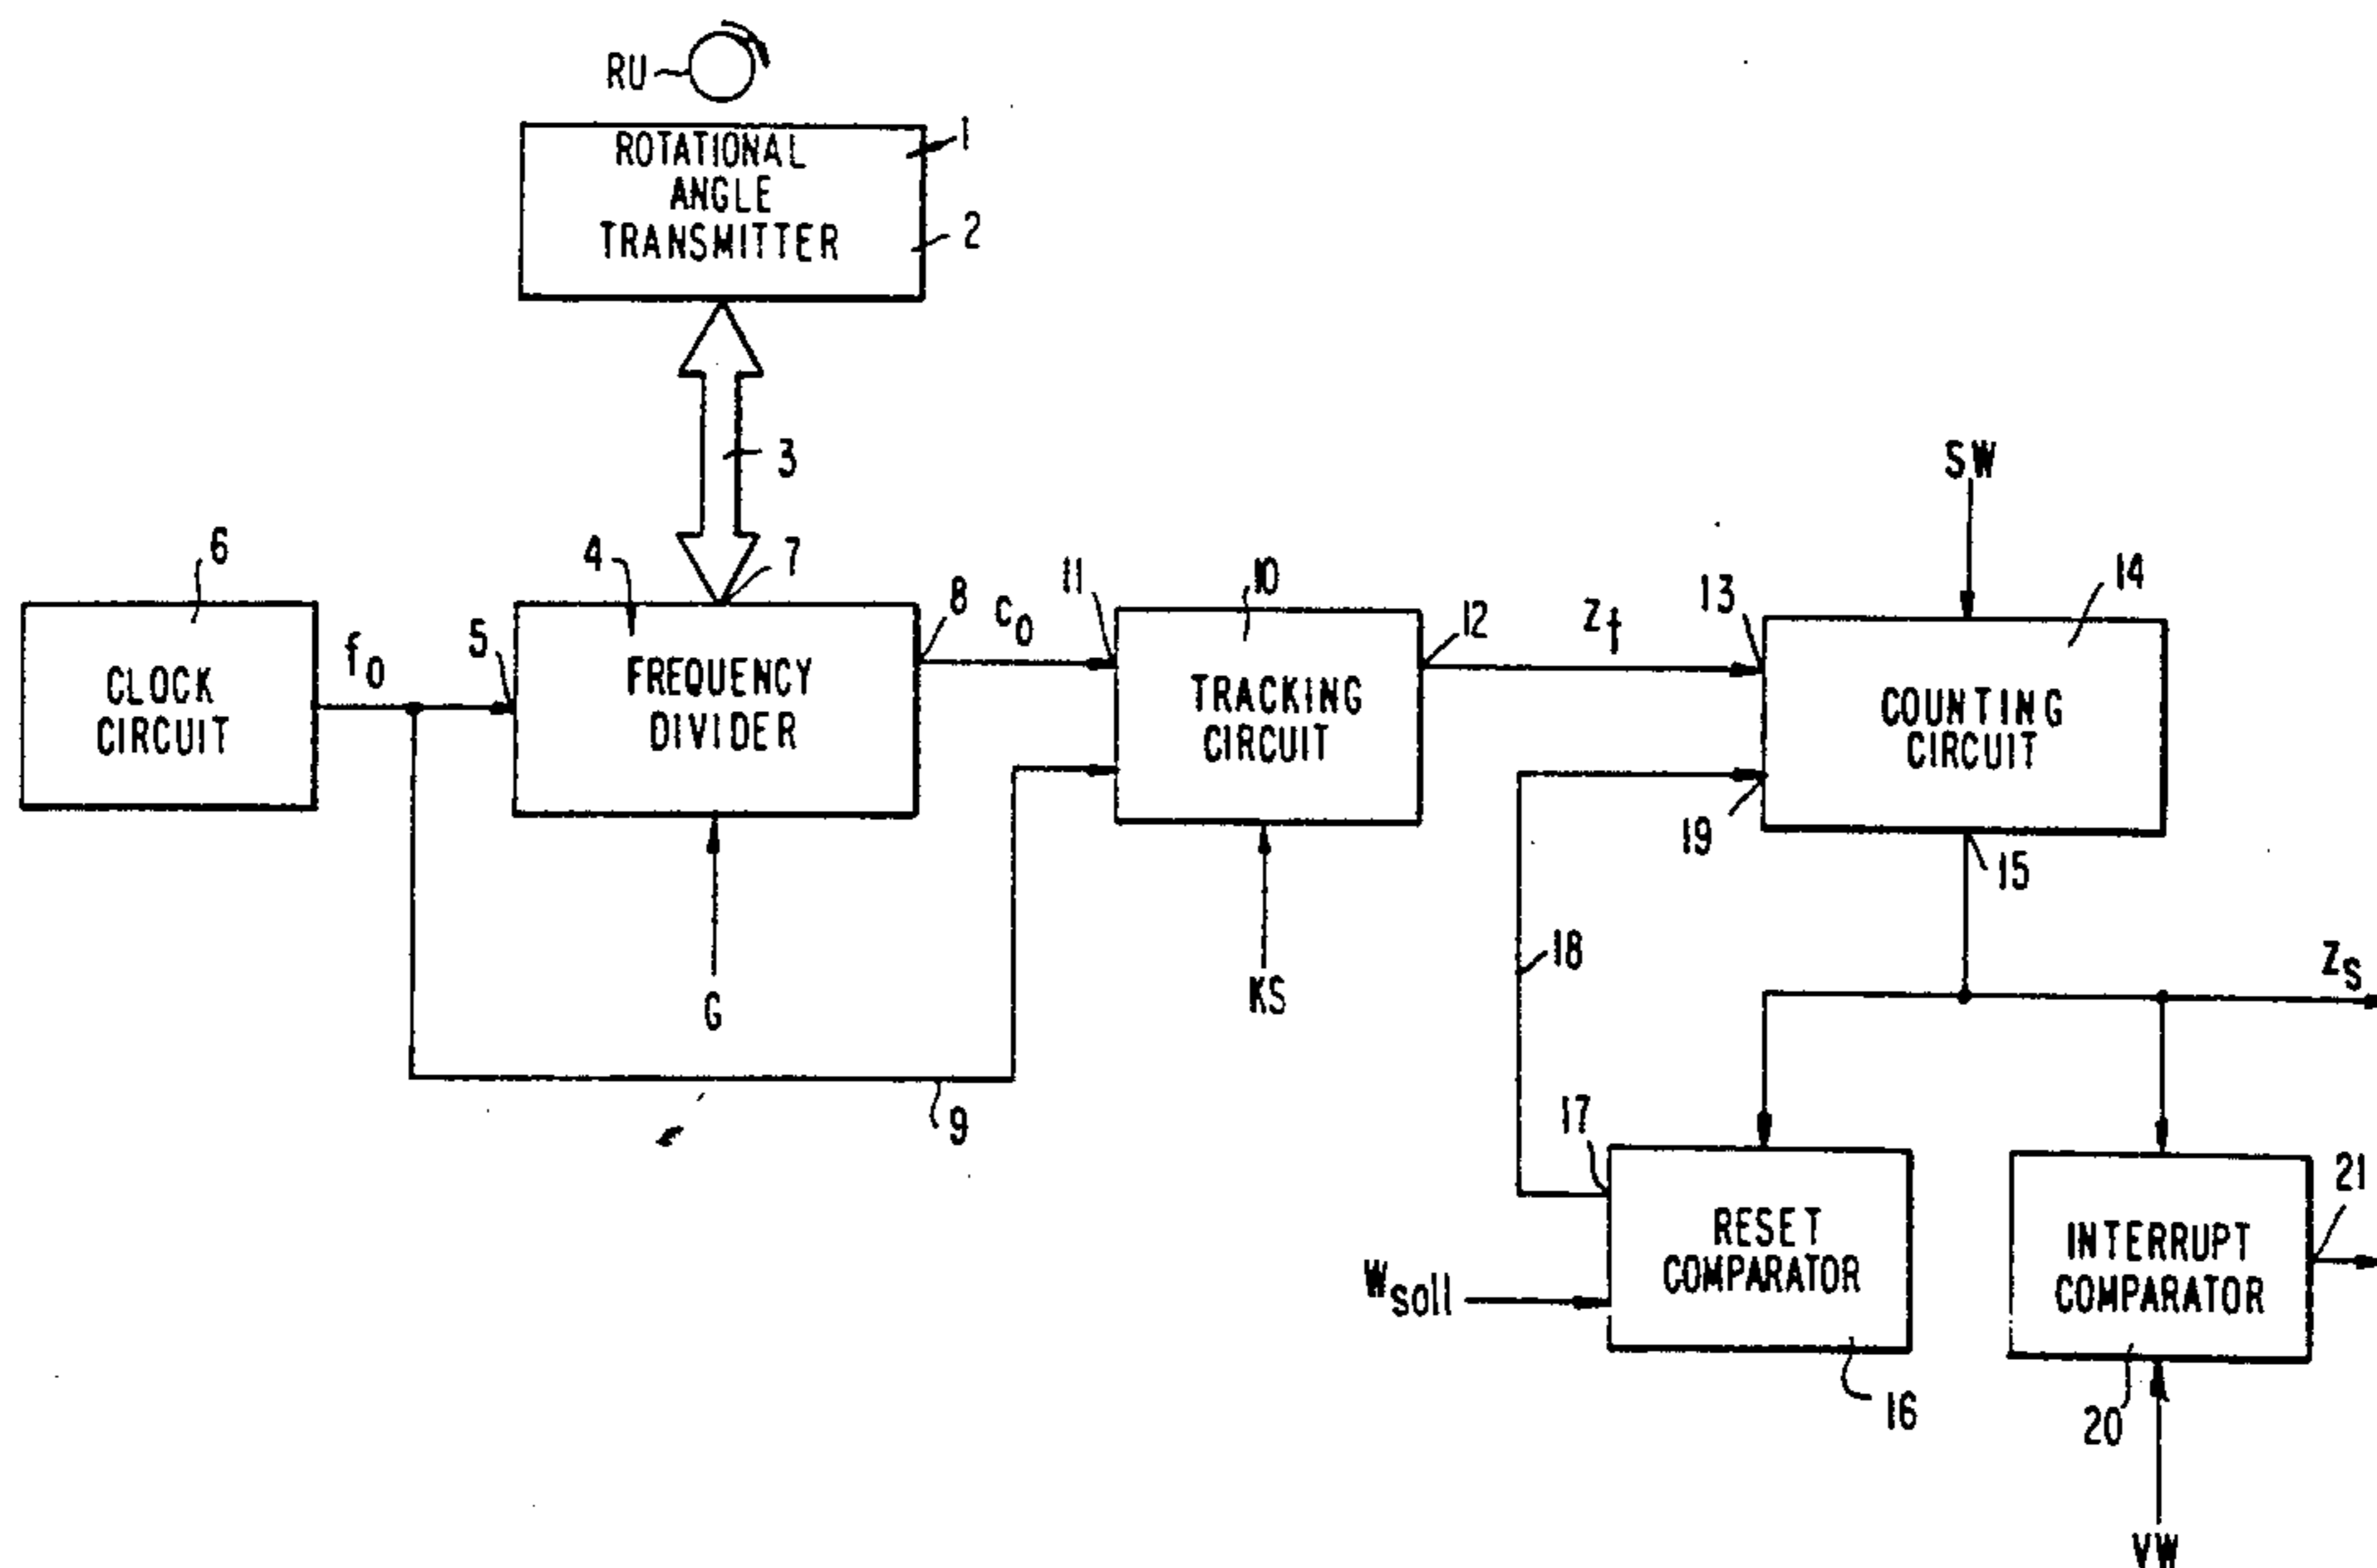 RU
1
ROTATIONAL
ANGLE
TRANSMITTER
2
3
SW
6
4
7
8
c0
11
10
12
zt
13
14
f0
5
CLOCK
CIRCUIT
FREQUENCY
DIVIDER
TRACKING
CIRCUIT
COUNTING
CIRCUIT
19
15
G
KS
18
zs
9
17
21
RESET
COMPARATOR
INTERRUPT
COMPARATOR
Wsoll
16
20
VW